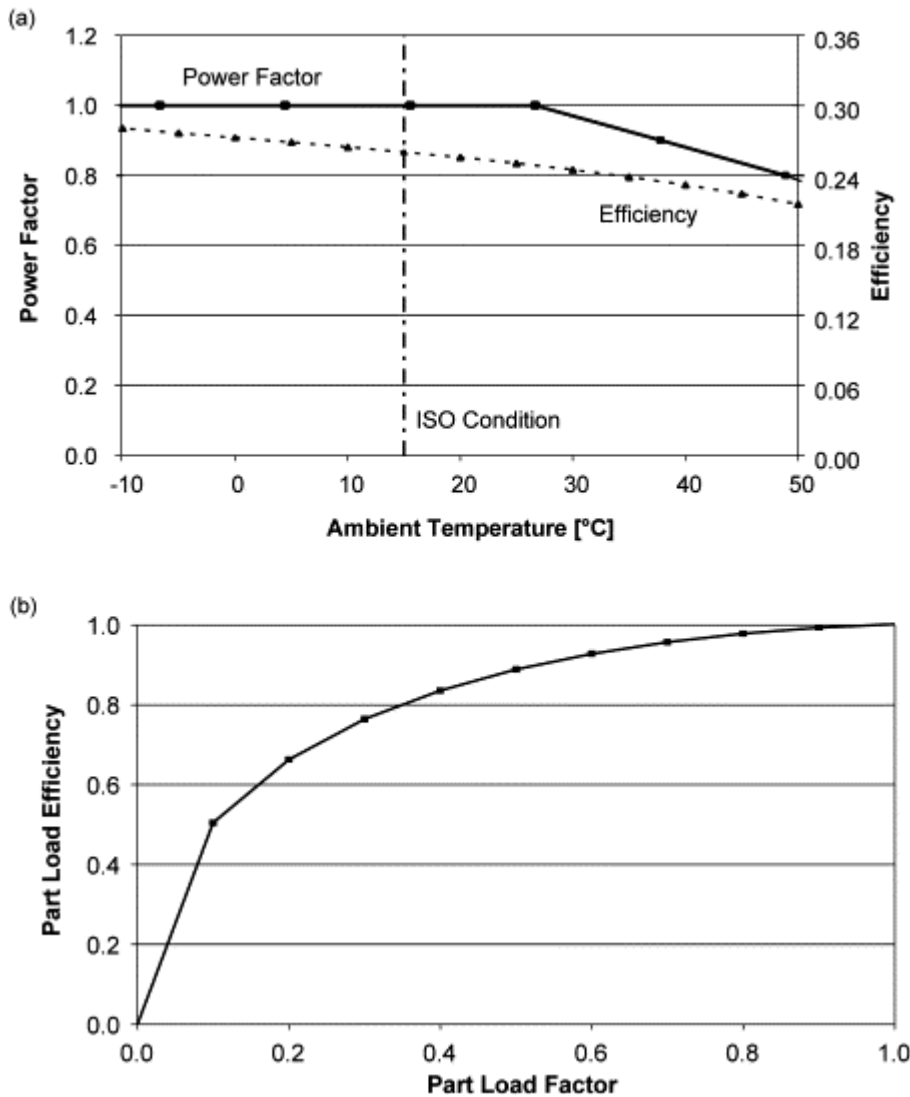 (a)
1.2
1.0
0.8
0.6
0.4
0.2
0.0
Power Factor
Power Factor
Efficiency
ISO Condition
0.36
0.30
0.24
0.18
0.12
0.06
0.00
Efficiency
-10 0 10 20 30 40 50
Ambient Temperature [°C]
(b)
1.0
0.8
0.6
0.4
0.2
0.0
Part Load Efficiency
0.0 0.2 0.4 0.6 0.8 1.0
Part Load Factor